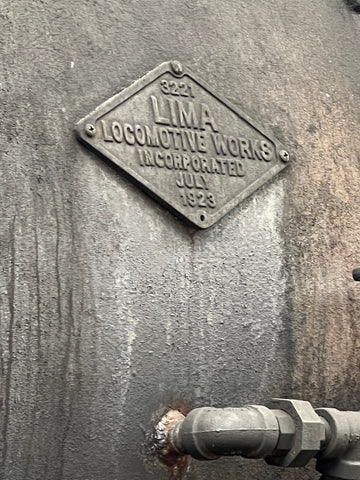 3221
LIMA
LOCOMOTIVE WORKS
INCORPORATED
JULY
1923